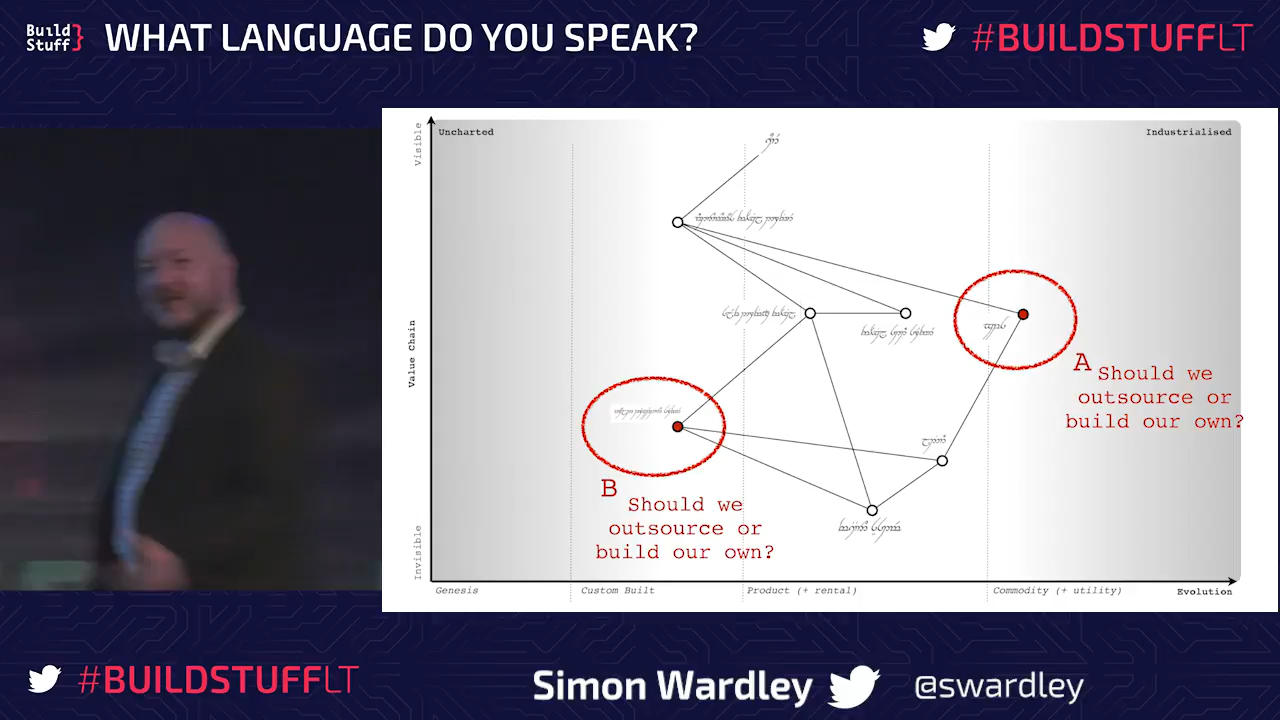 Build
Stuff}
WHAT LANGUAGE DO YOU SPEAK?
#BUILDSTUFFLT
Visible
Uncharted
Industrialised
Value Chain
A
Should we
outsource or
build our own?
B
Should we
outsource or
build our own?
Invisible
Genesis
Custom Built
Product (+ rental)
Commodity (+ utility)
Evolution
#BUILDSTUFFLT
Simon Wardley
@swardley